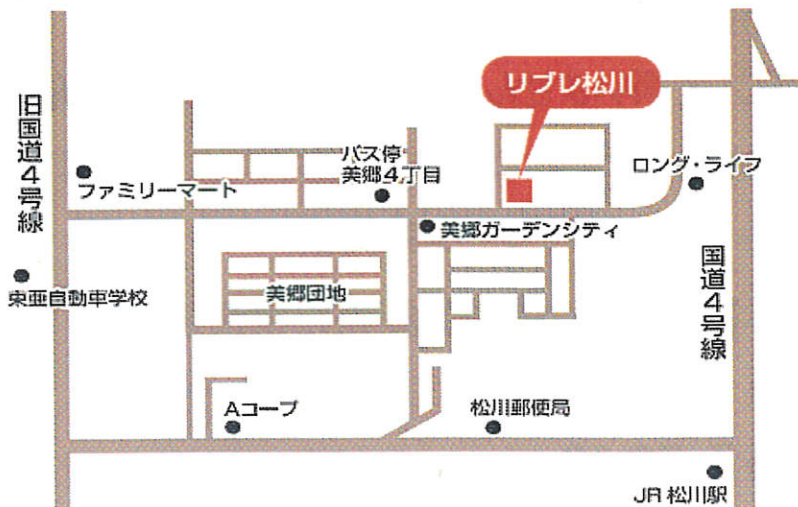 リブレ松川
旧国道4号線
バス停
美郷4丁目
ロング・ライフ
ファミリーマート
美郷ガーデンシティ
国道4号線
東亜自動車学校
美郷団地
Aコープ
松川郵便局
JR 松川駅